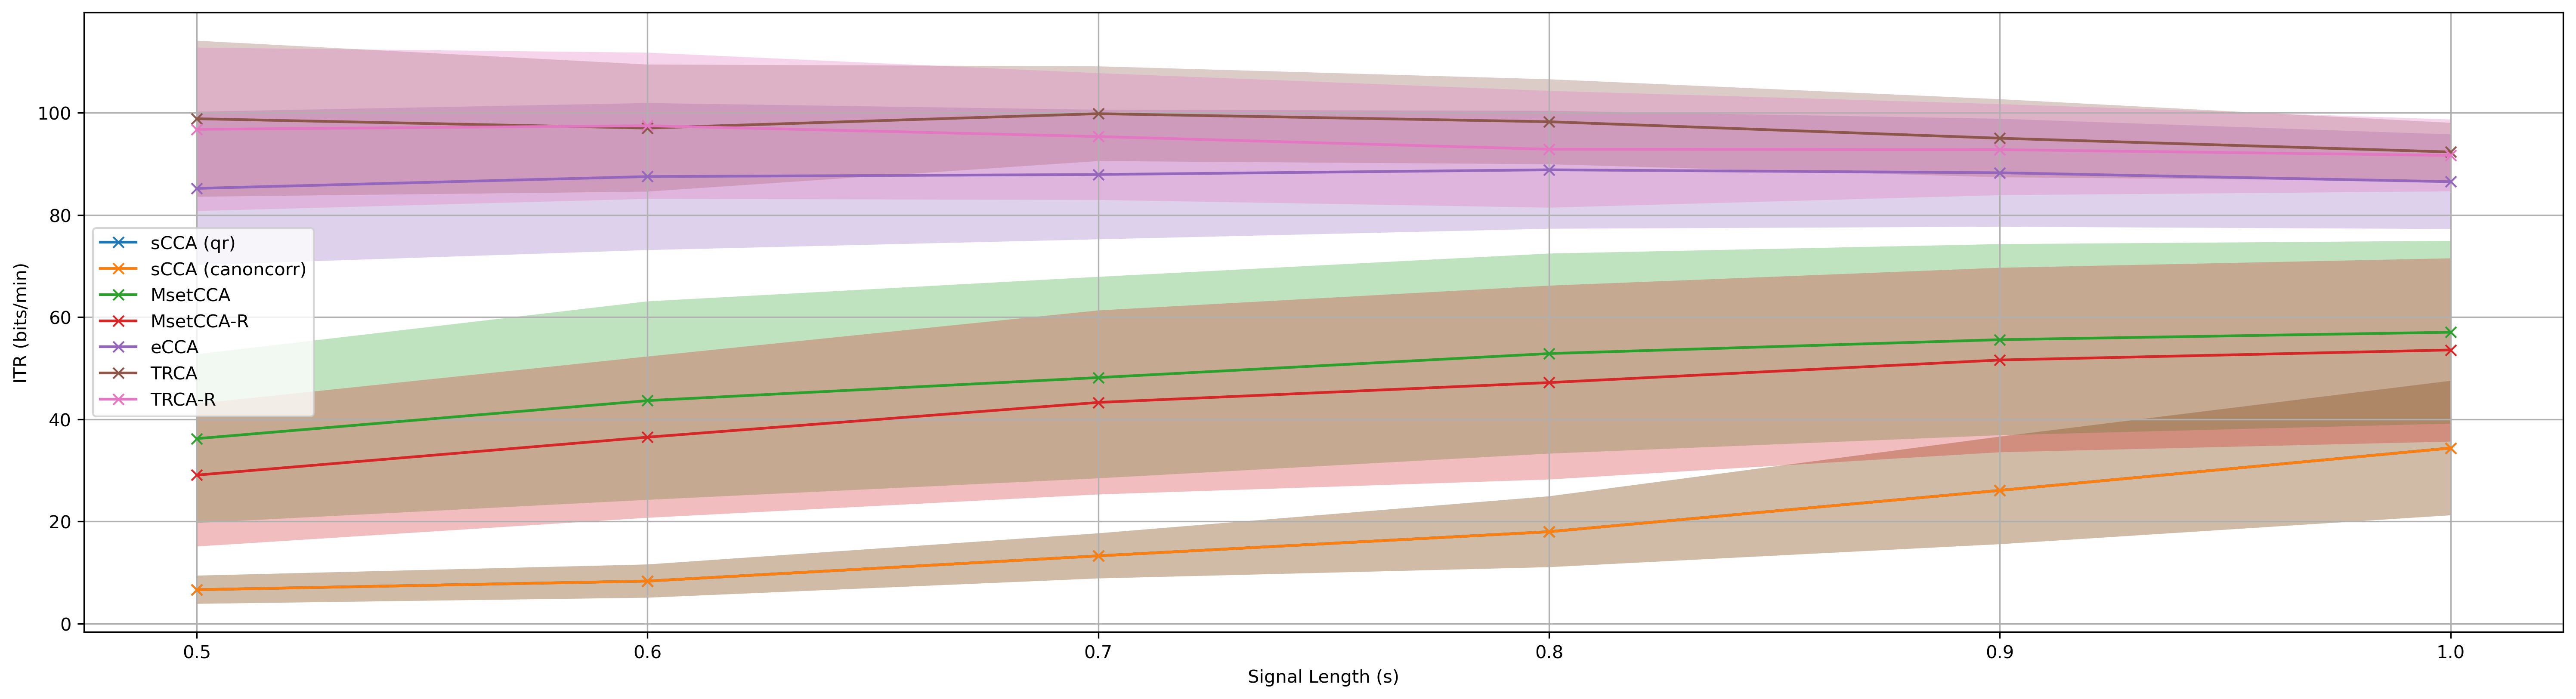 100
80
60
40
20
0
ITR (bits/min)
sCCA (qr)
sCCA (canoncorr)
MsetCCA
MsetCCA-R
eCCA
TRCA
TRCA-R
0.5 0.6 0.7 0.8 0.9 1.0
Signal Length (s)